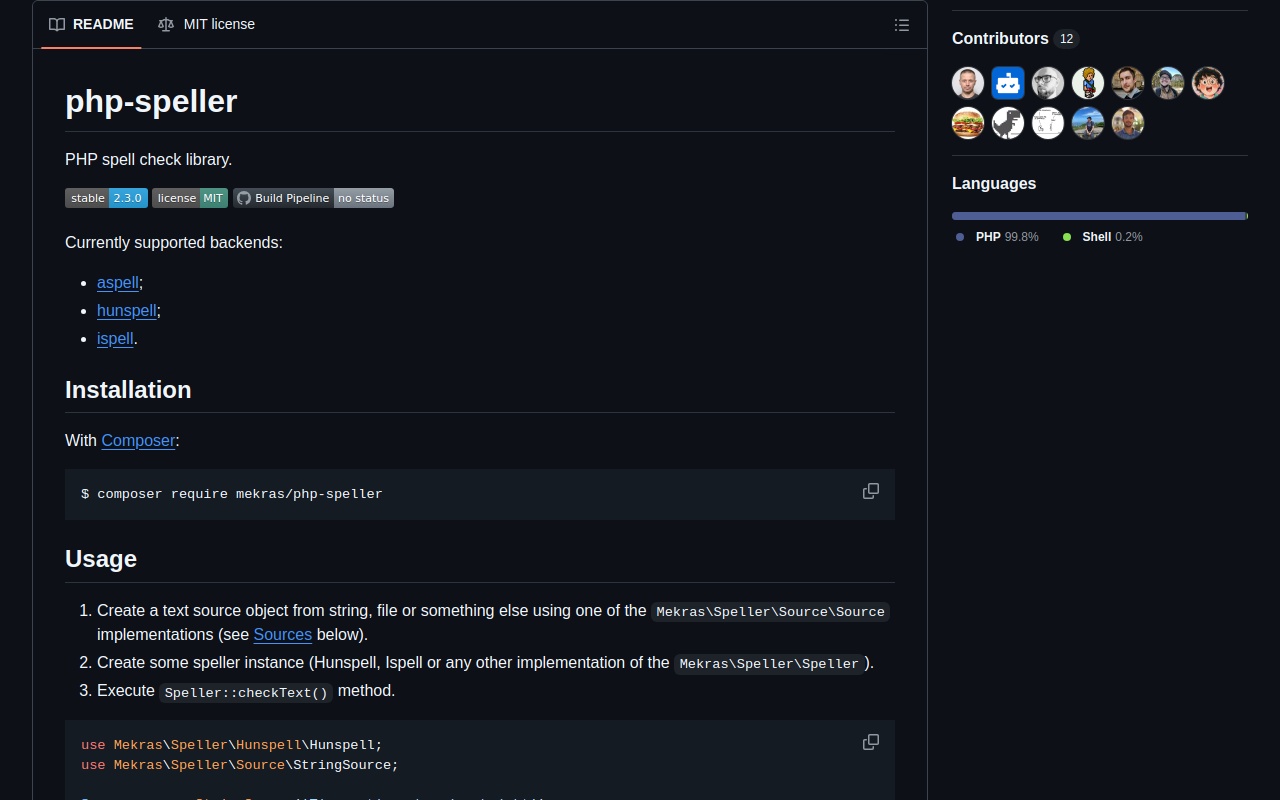 README
MIT license
php-speller
PHP spell check library.
stable 2.3.0 license MIT Build Pipeline no status
Currently supported backends:
aspell;
hunspell;
ispell.
Installation
With Composer:
$ composer require mekras/php-speller
Usage
1. Create a text source object from string, file or something else using one of the Mekras\Speller\Source\Source
implementations (see Sources below).
2. Create some speller instance (Hunspell, Ispell or any other implementation of the Mekras\Speller\Speller).
3. Execute Speller::checkText() method.
use Mekras\Speller\Hunspell\Hunspell;
use Mekras\Speller\Source\StringSource;
Contributors 12
Languages
PHP 99.8% Shell 0.2%